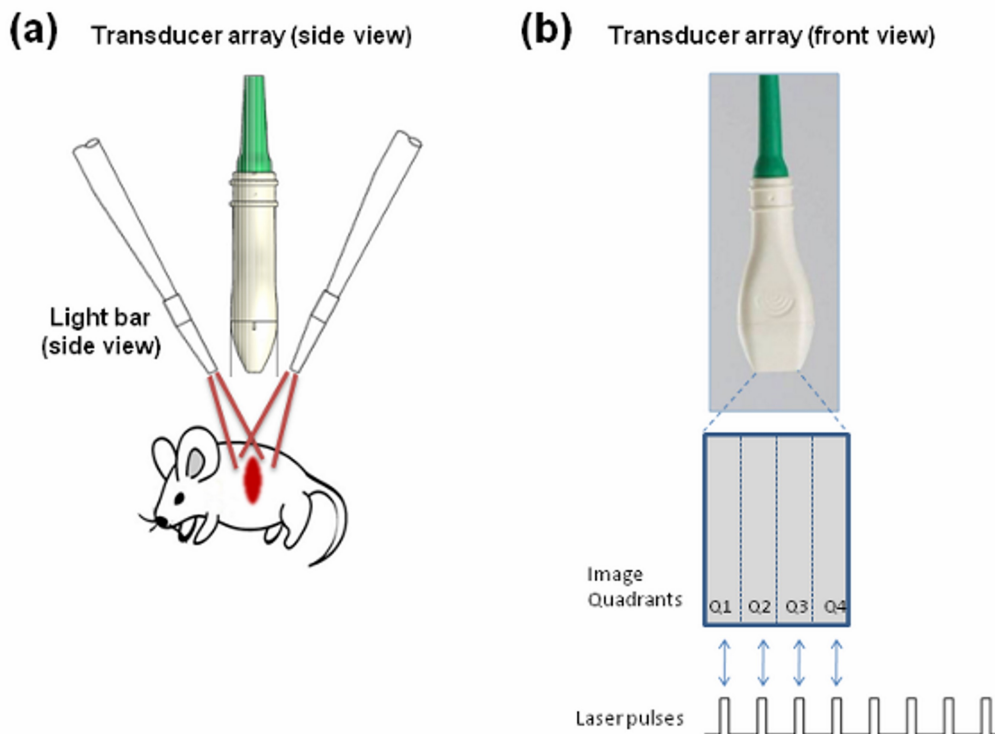 (a)
Transducer array (side view)
Light bar
(side view)
(b)
Transducer array (front view)
Image
Quadrants
Q1 Q2 Q3 Q4
Laser pulses